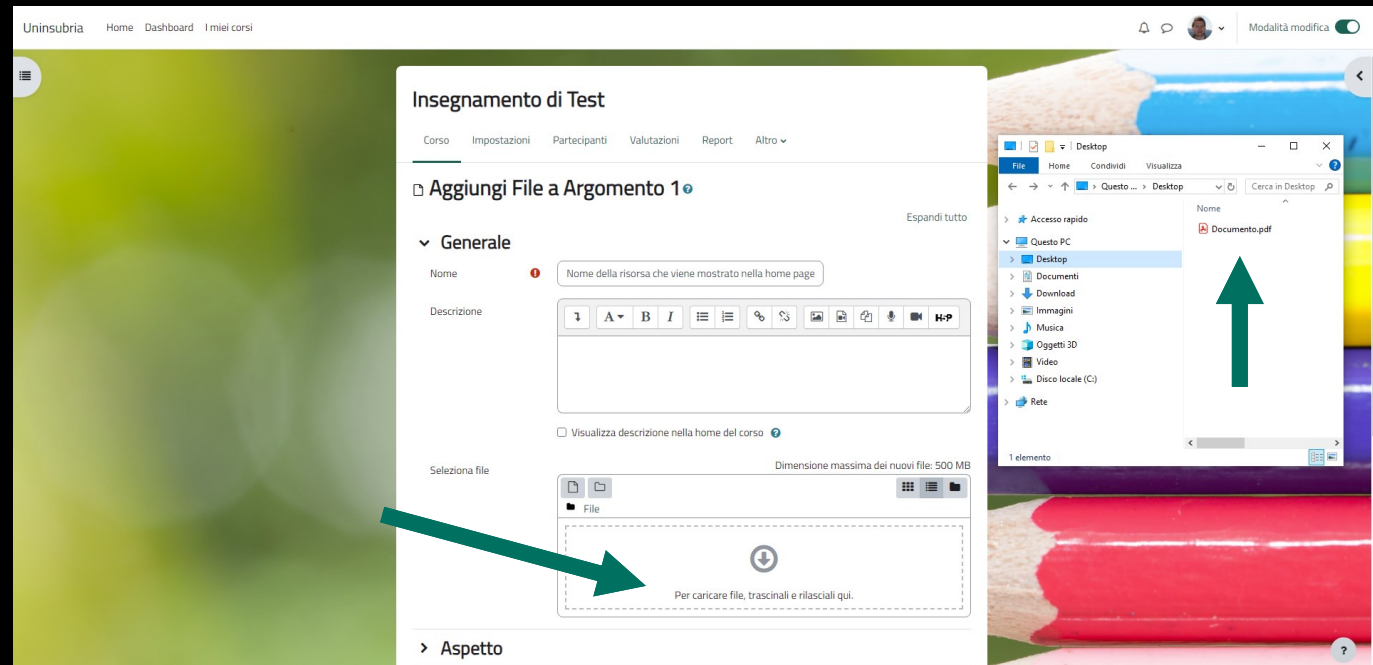 Uninsubria Home Dashboard I miei corsi Modalità modifica
Insegnamento di Test
Corso Impostazioni Partecipanti Valutazioni Report Altro
Aggiungi File a Argomento 1
Espandi tutto
Generale
Nome
Nome della risorsa che viene mostrato nella home page
Descrizione
A B I H-P
Visualizza descrizione nella home del corso
Seleziona file
Dimensione massima dei nuovi file: 500 MB
File
Per caricare file, trascinali e rilasciali qui.
Aspetto
Desktop
File Home Condividi Visualizza
Questo ... Desktop
Cerca in Desktop
Accesso rapido
Questo PC
Desktop
Documenti
Download
Immagini
Musica
Oggetti 3D
Video
Disco locale (C:)
Rete
Nome
Documento.pdf
1 elemento
?